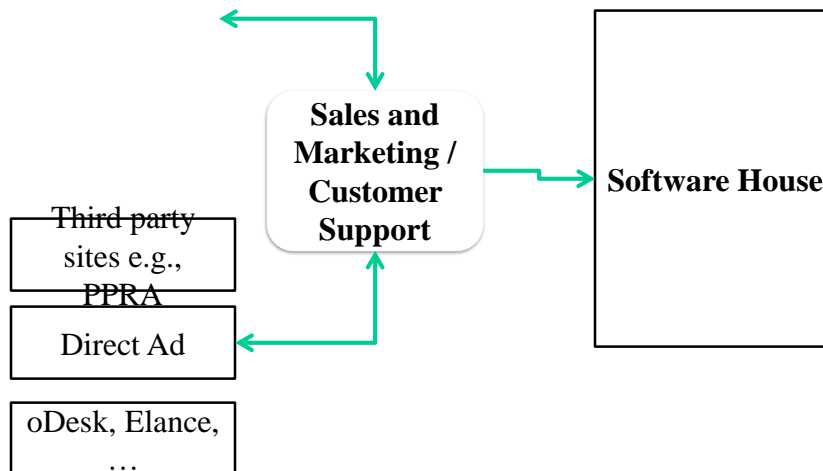 Sales and
Marketing /
Customer
Support
Software House
Third party
sites e.g.,
PPRA
Direct Ad
oDesk, Elance,
…